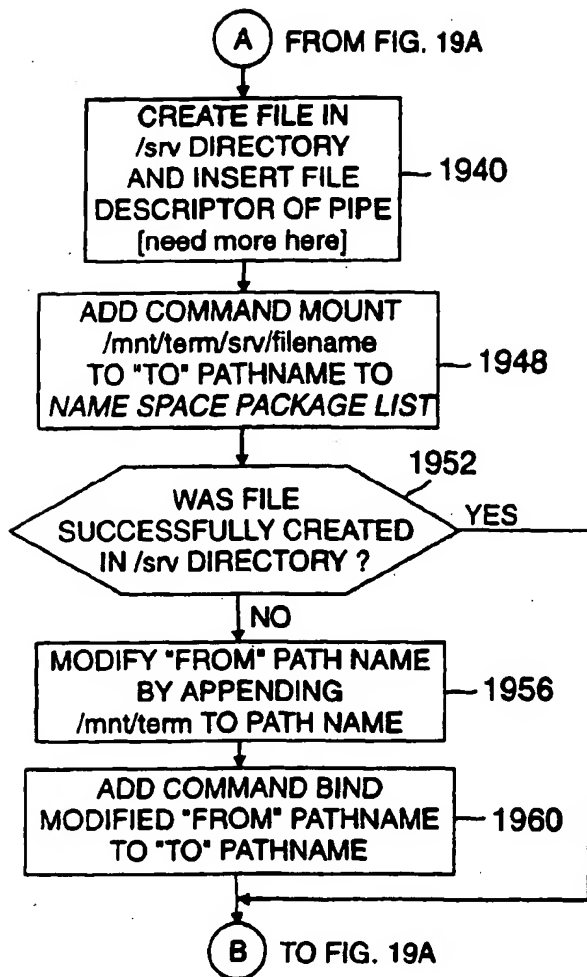 A FROM FIG. 19A
CREATE FILE IN
/srv DIRECTORY
AND INSERT FILE
DESCRIPTOR OF PIPE
[need more here]
1940
ADD COMMAND MOUNT
/mnt/term/srv/filename
TO "TO" PATHNAME TO
NAME SPACE PACKAGE LIST
1948
1952
WAS FILE
SUCCESSFULLY CREATED
IN /srv DIRECTORY ?
YES
NO
MODIFY "FROM" PATH NAME
BY APPENDING
/mnt/term TO PATH NAME
1956
ADD COMMAND BIND
MODIFIED "FROM" PATHNAME
TO "TO" PATHNAME
1960
B TO FIG. 19A